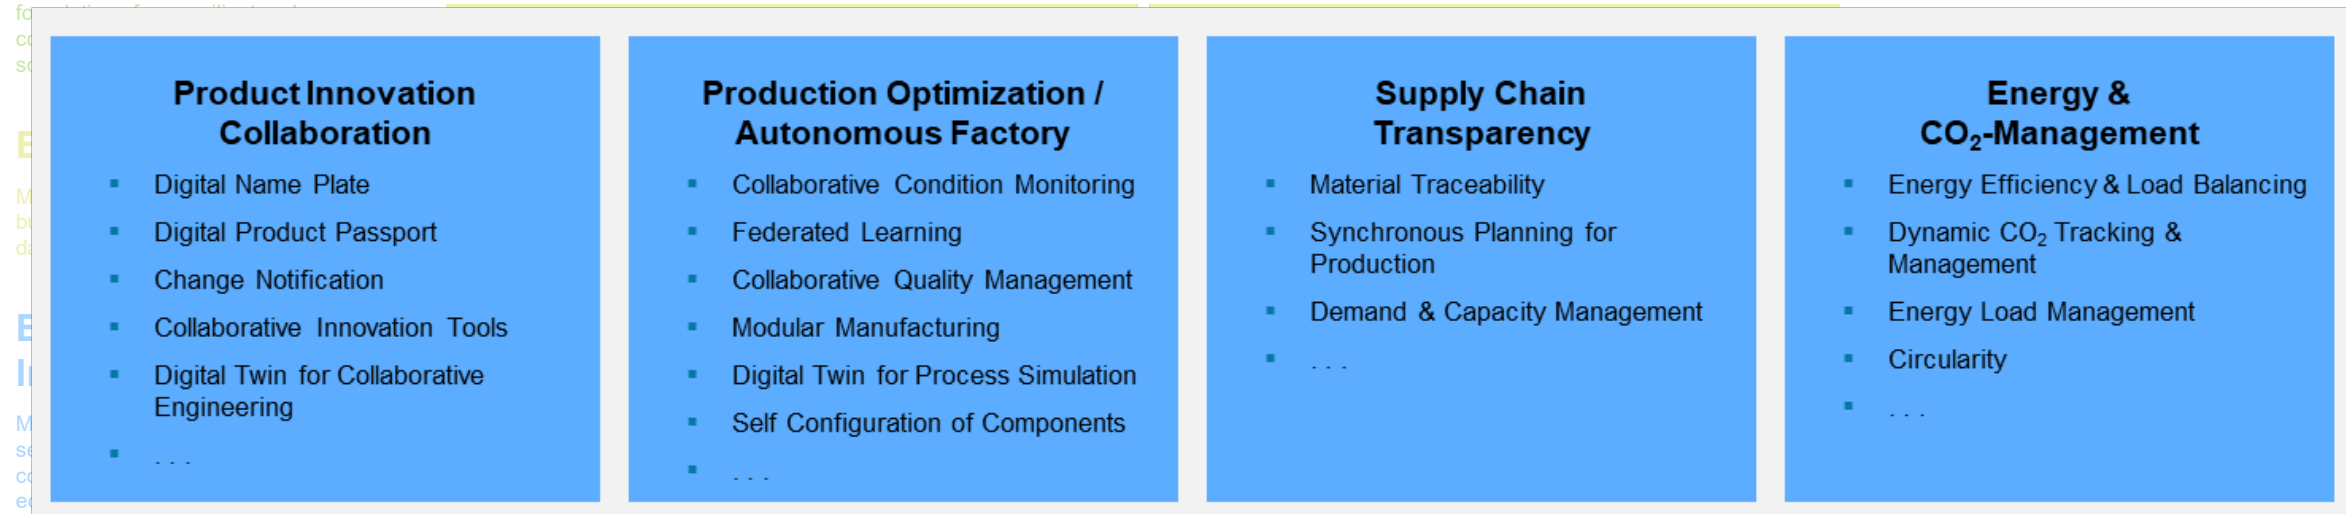 Product Innovation
Collaboration
Digital Name Plate
Digital Product Passport
Change Notification
Collaborative Innovation Tools
Digital Twin for Collaborative
Engineering
. . .
Production Optimization /
Autonomous Factory
Collaborative Condition Monitoring
Federated Learning
Collaborative Quality Management
Modular Manufacturing
Digital Twin for Process Simulation
Self Configuration of Components
. . .
Supply Chain
Transparency
Material Traceability
Synchronous Planning for
Production
Demand & Capacity Management
. . .
Energy &
CO₂-Management
Energy Efficiency & Load Balancing
Dynamic CO₂ Tracking &
Management
Energy Load Management
Circularity
. . .